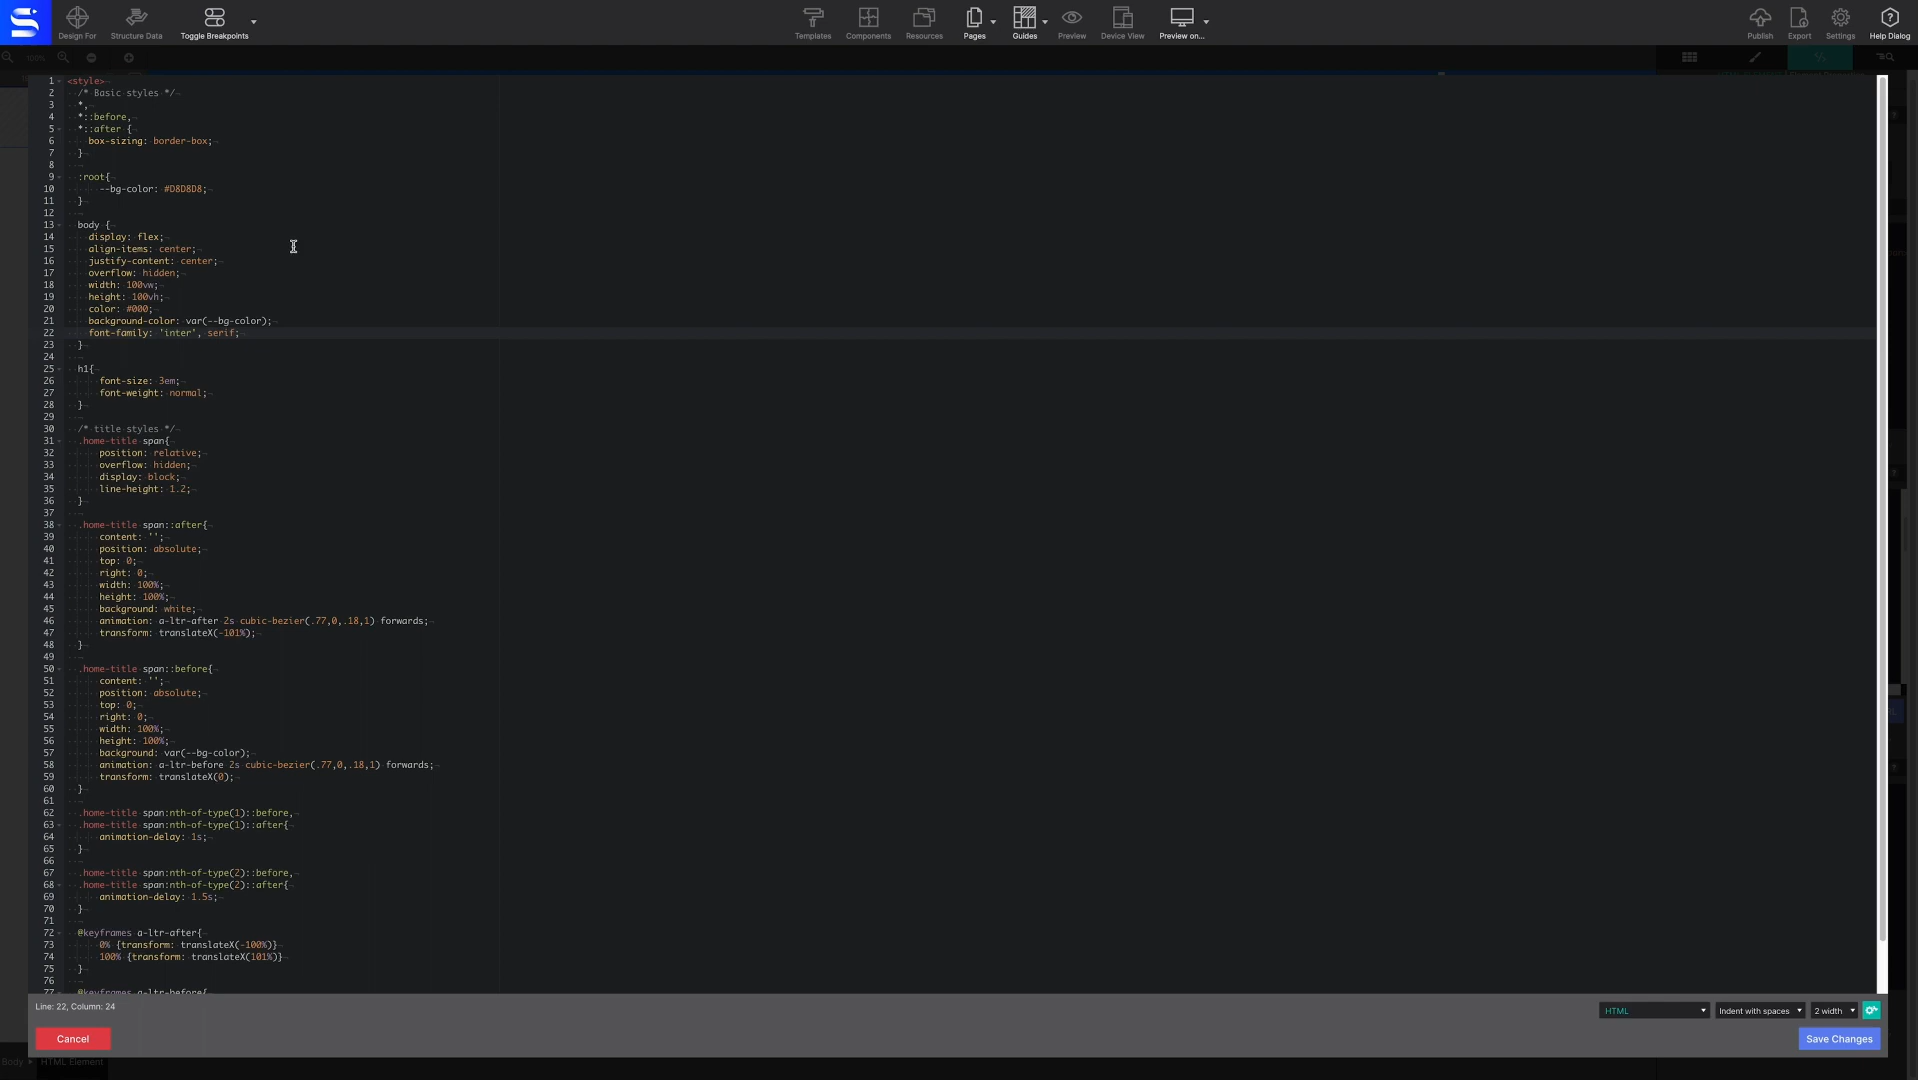 Design For
Structure Data
Toggle Breakpoints
Templates
Components
Resources
Pages
Guides
Preview
Device View
Preview on...
Publish
Export
Settings
Help Dialog
100%
1 <style>
2 /* Basic styles */
3 *,
4 *::before,
5 *::after {
6 box-sizing: border-box;
7 }
8
9 :root{
10 --bg-color: #D8D8D8;
11 }
12
13 body {
14 display: flex;
15 align-items: center;
16 justify-content: center;
17 overflow: hidden;
18 width: 100vw;
19 height: 100vh;
20 color: #000;
21 background-color: var(--bg-color);
22 font-family: 'inter', serif;
23 }
24
25 h1{
26 font-size: 3em;
27 font-weight: normal;
28 }
29
30 /* title styles */
31 .home-title span{
32 position: relative;
33 overflow: hidden;
34 display: block;
35 line-height: 1.2;
36 }
37
38 .home-title span::after{
39 content: '';
40 position: absolute;
41 top: 0;
42 right: 0;
43 width: 100%;
44 height: 100%;
45 background: white;
46 animation: a-ltr-after 2s cubic-bezier(.77,0,.18,1) forwards;
47 transform: translateX(-101%);
48 }
49
50 .home-title span::before{
51 content: '';
52 position: absolute;
53 top: 0;
54 right: 0;
55 width: 100%;
56 height: 100%;
57 background: var(--bg-color);
58 animation: a-ltr-before 2s cubic-bezier(.77,0,.18,1) forwards;
59 transform: translateX(0);
60 }
61
62 .home-title span:nth-of-type(1)::before,
63 .home-title span:nth-of-type(1)::after{
64 animation-delay: 1s;
65 }
66
67 .home-title span:nth-of-type(2)::before,
68 .home-title span:nth-of-type(2)::after{
69 animation-delay: 1.5s;
70 }
71
72 @keyframes a-ltr-after{
73 0% {transform: translateX(-100%)}
74 100% {transform: translateX(101%)}
75 }
76
77 @keyframes a-ltr-before{
Line: 22, Column: 24
HTML
Indent with spaces
2 width
Cancel
Save Changes
Body
HTML Element